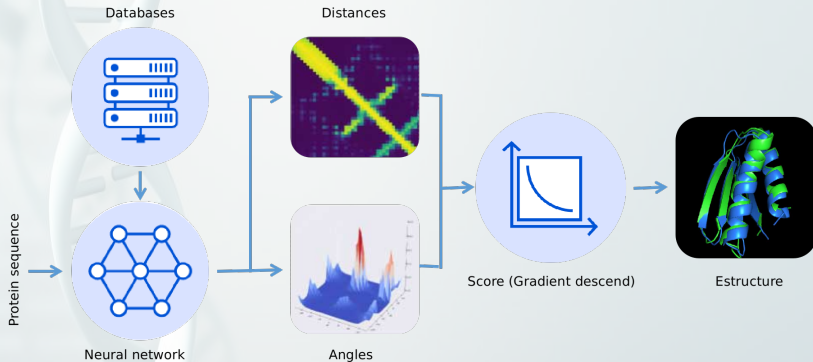 Databases
Distances
Protein sequence
Score (Gradient descend)
Estructure
Neural network
Angles